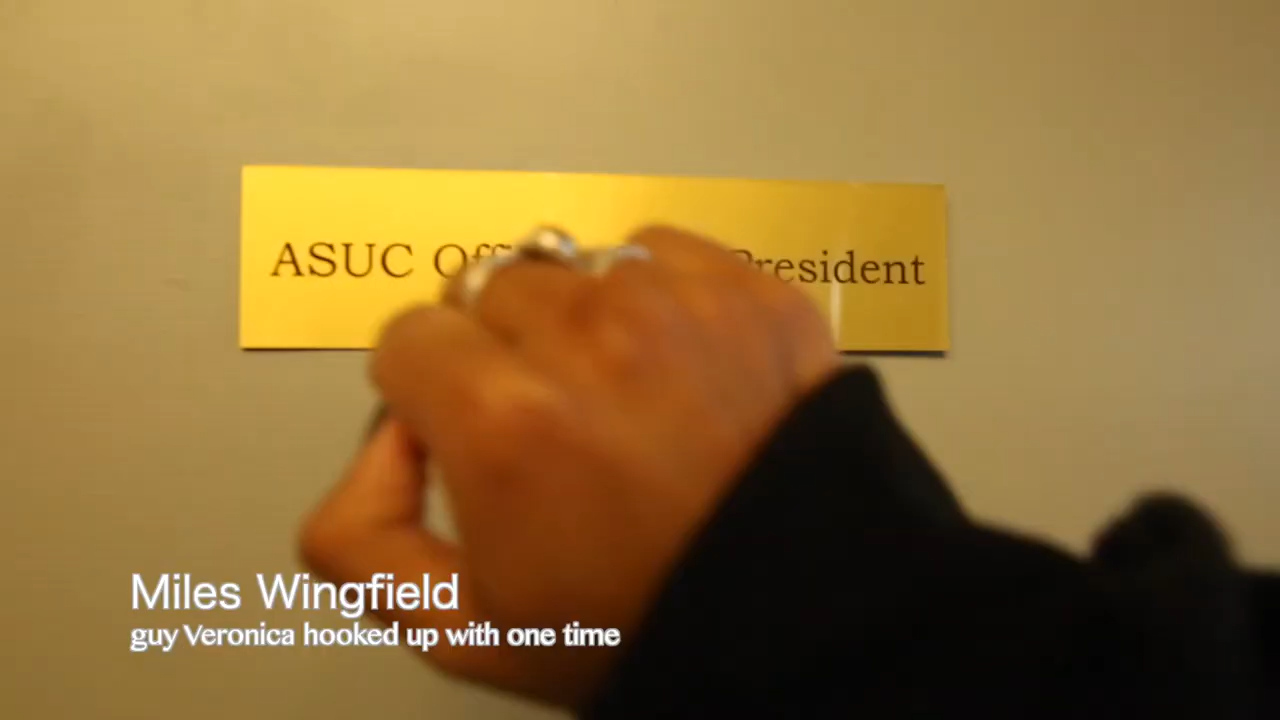 ASUC Off President
Miles Wingfield
guy Veronica hooked up with one time